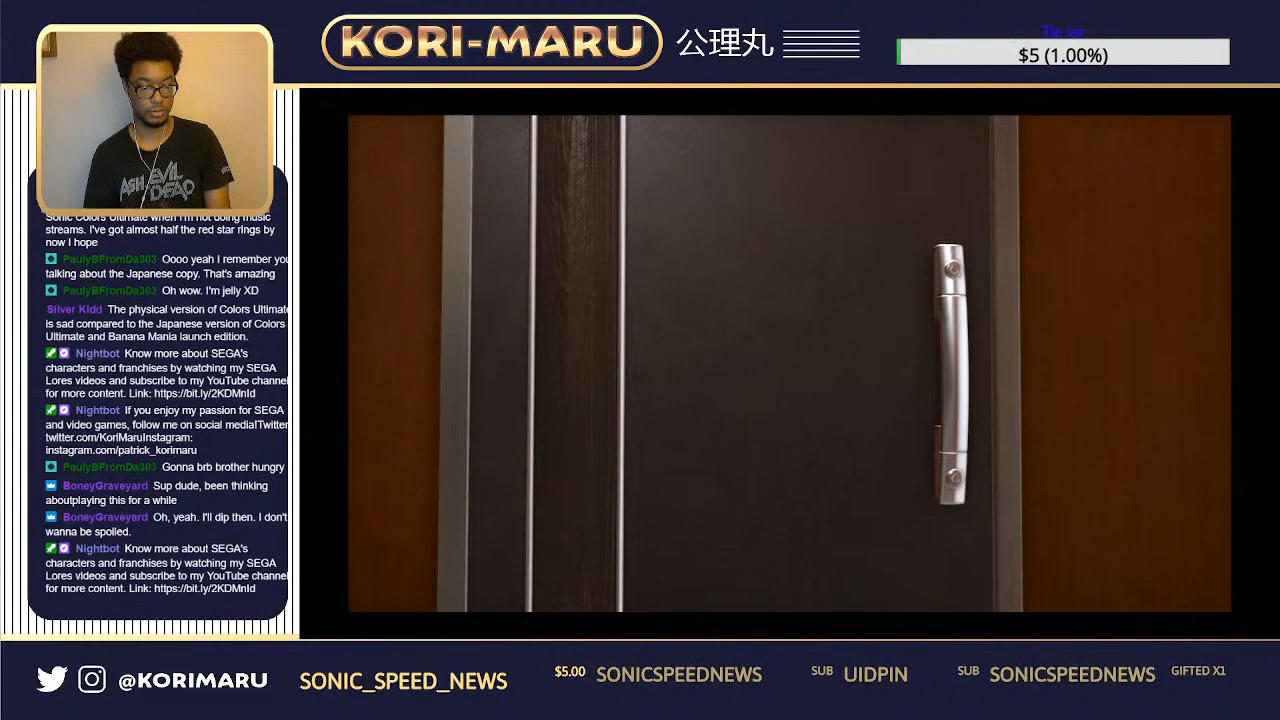 KORI-MARU 公理丸
Tip Jar
$5 (1.00%)
ASH EVIL
DEAD
Sonic Colors Ultimate when I'm not doing music
streams. I've got almost half the red star rings by
now I hope
PaulyBFromDa303 Oooo yeah I remember you
talking about the Japanese copy. That's amazing
PaulyBFromDa303 Oh wow. I'm jelly XD
Silver Kidd The physical version of Colors Ultimate
is sad compared to the Japanese version of Colors
Ultimate and Banana Mania launch edition.
Nightbot Know more about SEGA's
characters and franchises by watching my SEGA
Lores videos and subscribe to my YouTube channel
for more content. Link: https://bit.ly/2KDMnId
Nightbot If you enjoy my passion for SEGA
and video games, follow me on social media!Twitter:
twitter.com/KoriMaruInstagram:
instagram.com/patrick_korimaru
PaulyBFromDa303 Gonna brb brother hungry
BoneyGraveyard Sup dude, been thinking
aboutplaying this for a while
BoneyGraveyard Oh, yeah. I'll dip then. I don't
wanna be spoiled.
Nightbot Know more about SEGA's
characters and franchises by watching my SEGA
Lores videos and subscribe to my YouTube channel
for more content. Link: https://bit.ly/2KDMnId
@KORIMARU
SONIC_SPEED_NEWS
$5.00 SONICSPEEDNEWS
SUB UIDPIN
SUB SONICSPEEDNEWS GIFTED X1